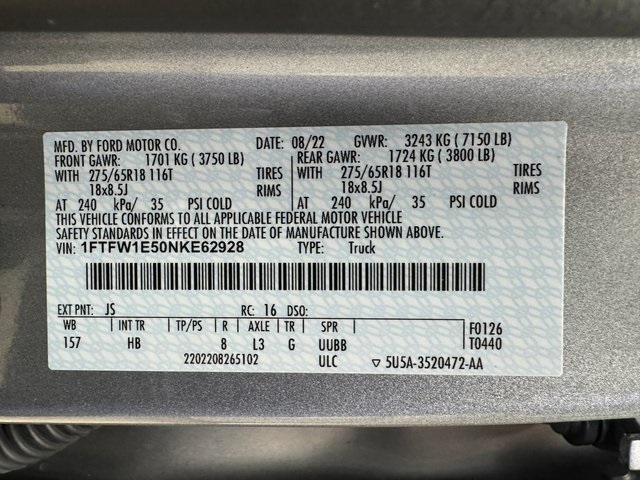 MFD. BY FORD MOTOR CO. DATE: 08/22 GVWR: 3243 KG ( 7150 LB)
FRONT GAWR: 1701 KG ( 3750 LB) REAR GAWR: 1724 KG ( 3800 LB)
WITH 275/65R18 116T TIRES WITH 275/65R18 116T TIRES
18x8.5J RIMS 18x8.5J RIMS
AT 240 kPa/ 35 PSI COLD AT 240 kPa/ 35 PSI COLD
THIS VEHICLE CONFORMS TO ALL APPLICABLE FEDERAL MOTOR VEHICLE
SAFETY STANDARDS IN EFFECT ON THE DATE OF MANUFACTURE SHOWN ABOVE.
VIN: 1FTFW1E50NKE62928 TYPE: Truck
EXT PNT: JS RC: 16 DSO:
WB INT TR TP/PS R AXLE TR SPR F0126
157 HB 8 L3 G UUBB T0440
2202208265102 ULC ▽ 5U5A-3520472-AA